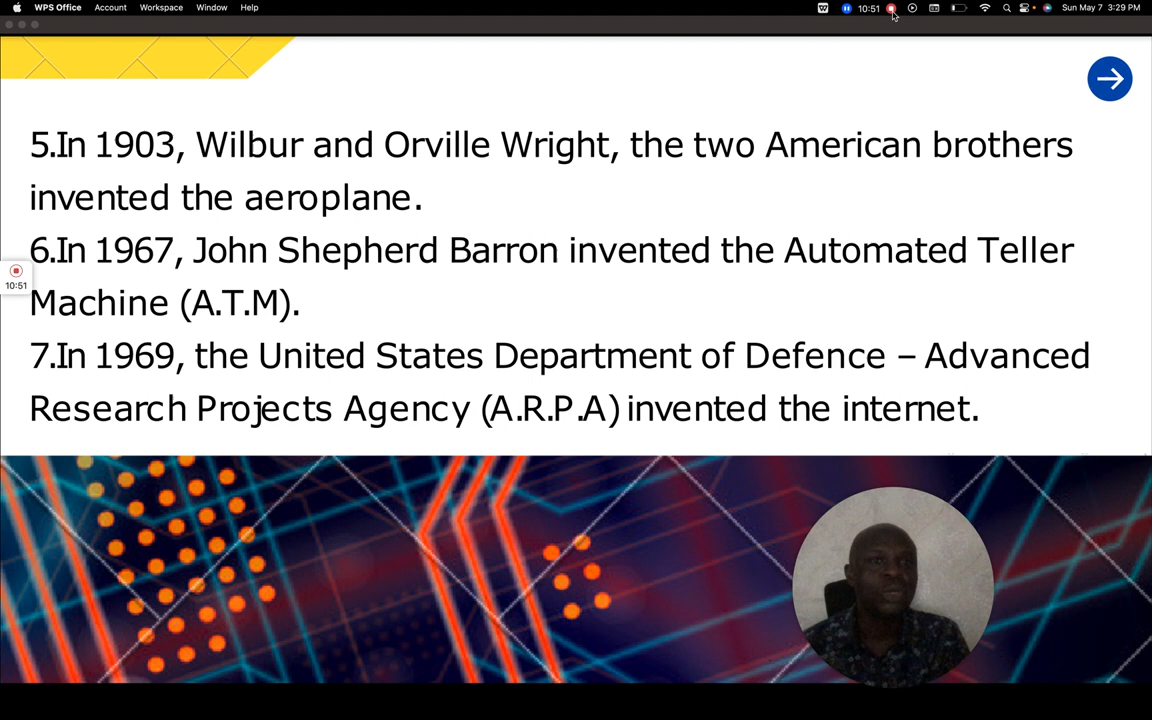 WPS Office Account Workspace Window Help 10:51 Sun May 7 3:29 PM
5.In 1903, Wilbur and Orville Wright, the two American brothers
invented the aeroplane.
6.In 1967, John Shepherd Barron invented the Automated Teller
10:51
Machine (A.T.M).
7.In 1969, the United States Department of Defence – Advanced
Research Projects Agency (A.R.P.A) invented the internet.